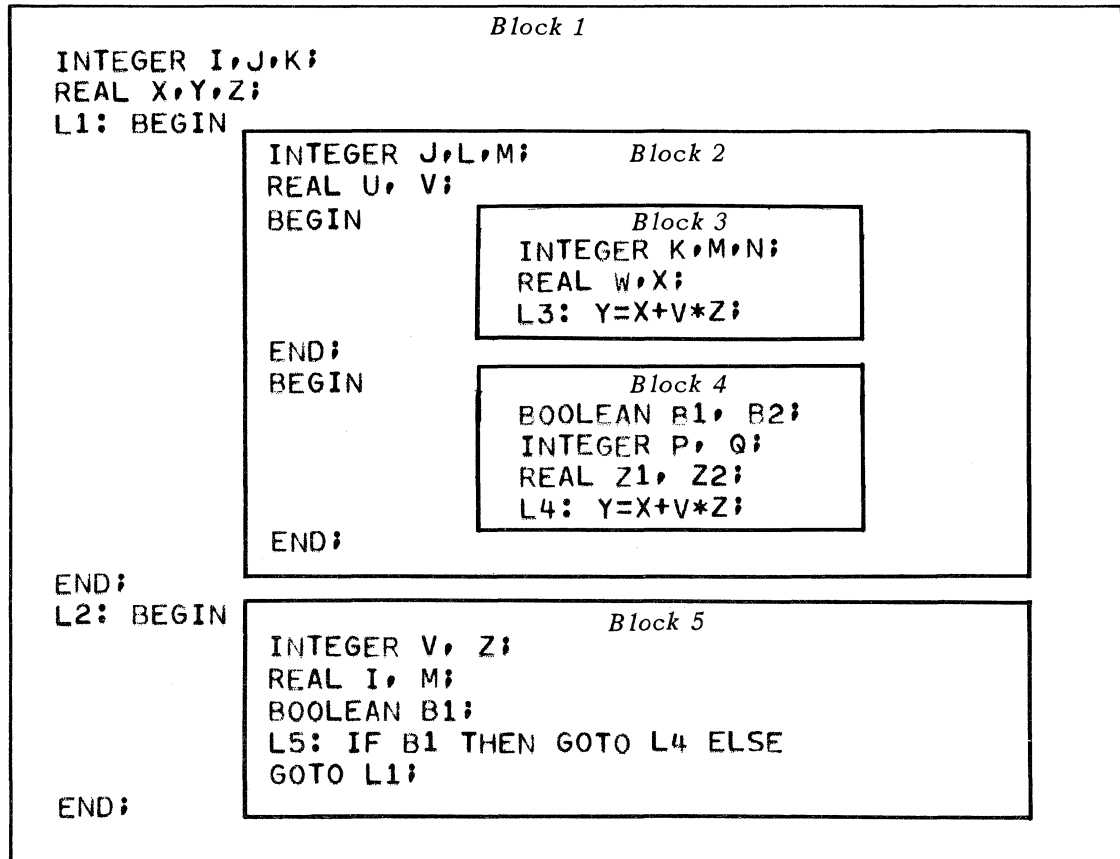 Block 1
INTEGER I,J,K;
REAL X,Y,Z;
L1: BEGIN
INTEGER J,L,M; Block 2
REAL U, V;
BEGIN Block 3
INTEGER K,M,N;
REAL W,X;
L3: Y=X+V*Z;
END;
BEGIN Block 4
BOOLEAN B1, B2;
INTEGER P, Q;
REAL Z1, Z2;
L4: Y=X+V*Z;
END;
END;
L2: BEGIN Block 5
INTEGER V, Z;
REAL I, M;
BOOLEAN B1;
L5: IF B1 THEN GOTO L4 ELSE
GOTO L1;
END;